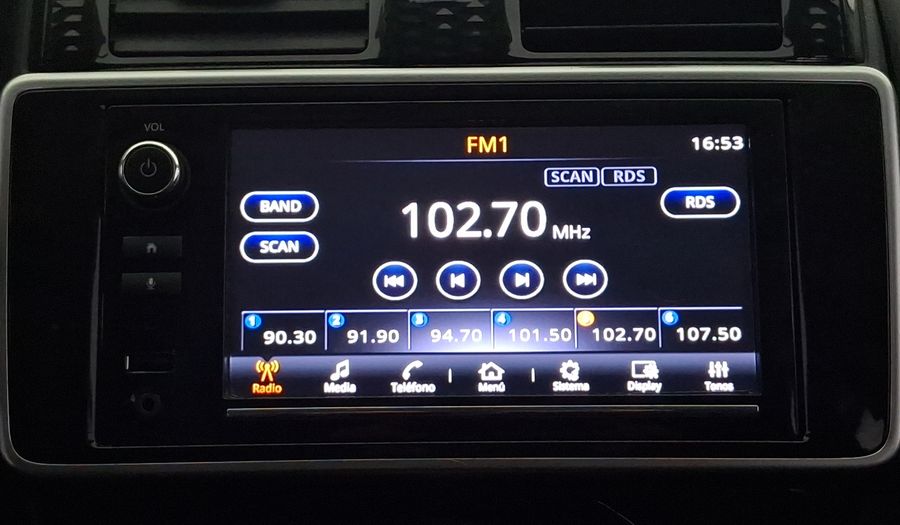 VOL
FM1
16:53
SCAN RDS
BAND
RDS
102.70 MHz
SCAN
1 90.30 2 91.90 3 94.70 4 101.50 5 102.70 6 107.50
Radio Media Teléfono Menú Sistema Display Tonos